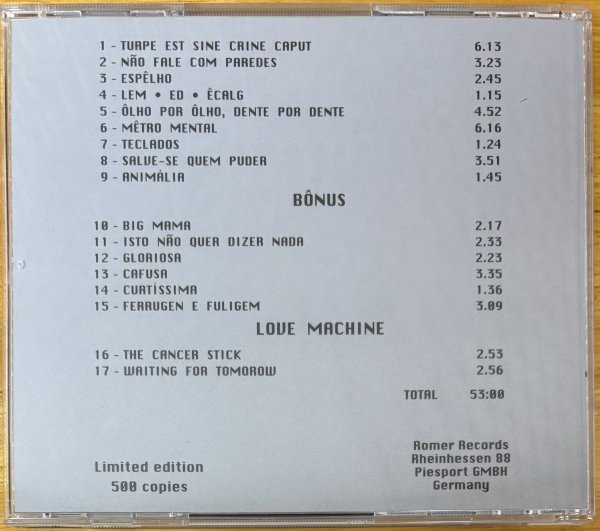 1 - TURPE EST SINE CRINE CAPUT 6.13
2 - NÃO FALE COM PAREDES 3.23
3 - ESPÊLHO 2.45
4 - LEM • ED • ÊCALG 1.15
5 - ÔLHO POR ÔLHO, DENTE POR DENTE 4.52
6 - MÊTRO MENTAL 6.16
7 - TECLADOS 1.24
8 - SALVE-SE QUEM PUDER 3.51
9 - ANIMÁLIA 1.45
BÔNUS
10 - BIG MAMA 2.17
11 - ISTO NÃO QUER DIZER NADA 2.33
12 - GLORIOSA 2.23
13 - CAFUSA 3.35
14 - CURTÍSSIMA 1.36
15 - FERRUGEN E FULIGEM 3.09
LOVE MACHINE
16 - THE CANCER STICK 2.53
17 - WAITING FOR TOMOROW 2.56
TOTAL 53:00
Limited edition
500 copies
Romer Records
Rheinhessen 88
Piesport GMBH
Germany